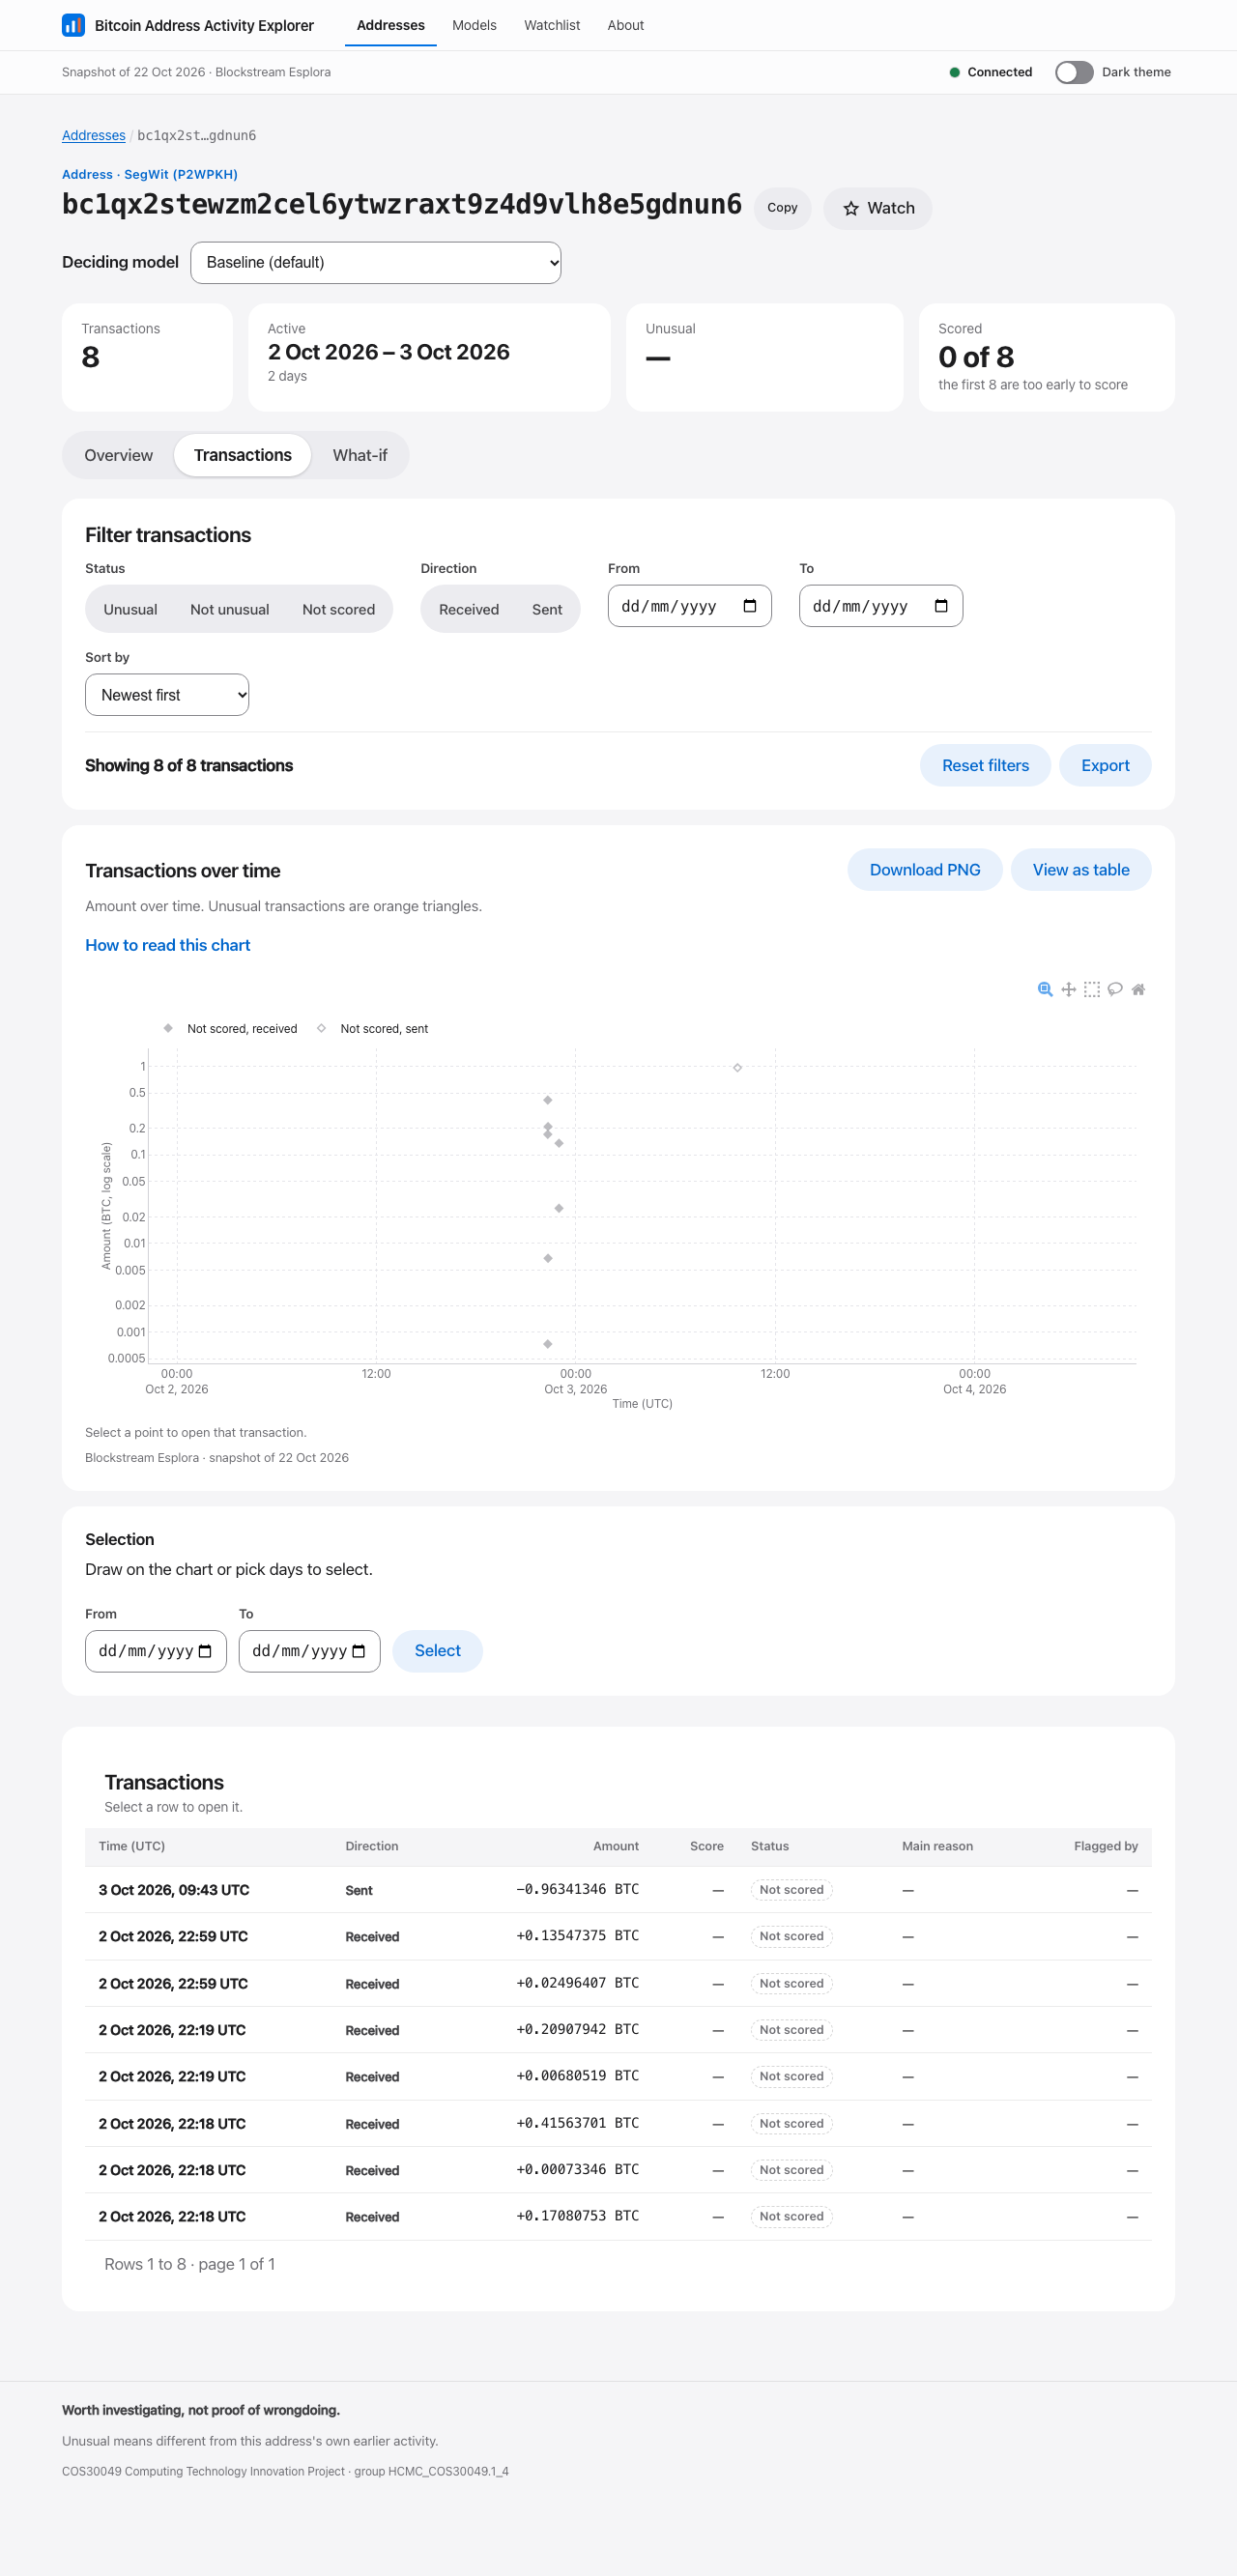 Bitcoin Address Activity Explorer Addresses Models Watchlist About
Snapshot of 22 Oct 2026 · Blockstream Esplora Connected Dark theme
Addresses / bc1qx2st…gdnun6
Address · SegWit (P2WPKH)
bc1qx2stewzm2cel6ytwzraxt9z4d9vlh8e5gdnun6 Copy Watch
Deciding model Baseline (default)
Transactions Active Unusual Scored
8 2 Oct 2026 – 3 Oct 2026 — 0 of 8
2 days the first 8 are too early to score
Overview Transactions What-if
Filter transactions
Status Direction From To
Unusual Not unusual Not scored Received Sent dd/mm/yyyy dd/mm/yyyy
Sort by
Newest first
Showing 8 of 8 transactions Reset filters Export
Transactions over time Download PNG View as table
Amount over time. Unusual transactions are orange triangles.
How to read this chart
Not scored, received Not scored, sent
Amount (BTC, log scale)
1
0.5
0.2
0.1
0.05
0.02
0.01
0.005
0.002
0.001
0.0005
00:00 12:00 00:00 12:00 00:00
Oct 2, 2026 Oct 3, 2026 Oct 4, 2026
Time (UTC)
Select a point to open that transaction.
Blockstream Esplora · snapshot of 22 Oct 2026
Selection
Draw on the chart or pick days to select.
From To
dd/mm/yyyy dd/mm/yyyy Select
Transactions
Select a row to open it.
Time (UTC) Direction Amount Score Status Main reason Flagged by
3 Oct 2026, 09:43 UTC Sent −0.96341346 BTC — Not scored — —
2 Oct 2026, 22:59 UTC Received +0.13547375 BTC — Not scored — —
2 Oct 2026, 22:59 UTC Received +0.02496407 BTC — Not scored — —
2 Oct 2026, 22:19 UTC Received +0.20907942 BTC — Not scored — —
2 Oct 2026, 22:19 UTC Received +0.00680519 BTC — Not scored — —
2 Oct 2026, 22:18 UTC Received +0.41563701 BTC — Not scored — —
2 Oct 2026, 22:18 UTC Received +0.00073346 BTC — Not scored — —
2 Oct 2026, 22:18 UTC Received +0.17080753 BTC — Not scored — —
Rows 1 to 8 · page 1 of 1
Worth investigating, not proof of wrongdoing.
Unusual means different from this address's own earlier activity.
COS30049 Computing Technology Innovation Project · group HCMC_COS30049.1_4